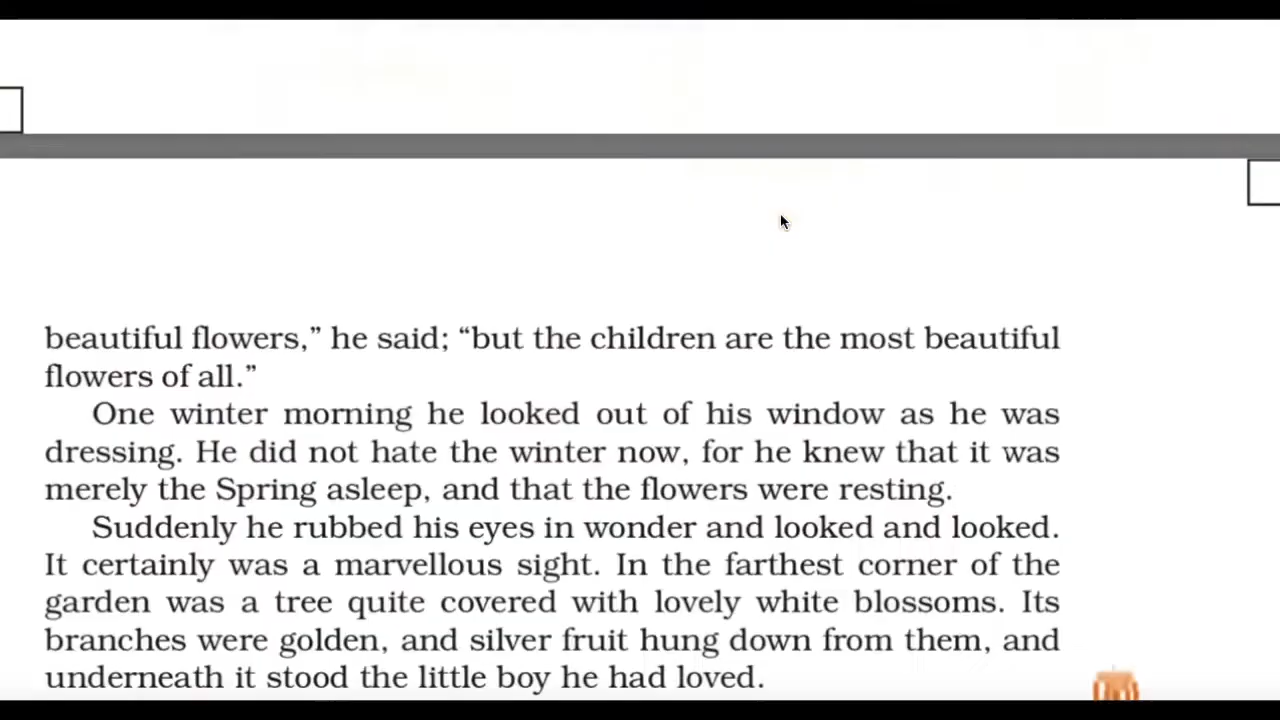 beautiful flowers,” he said; “but the children are the most beautiful
flowers of all.”
One winter morning he looked out of his window as he was
dressing. He did not hate the winter now, for he knew that it was
merely the Spring asleep, and that the flowers were resting.
Suddenly he rubbed his eyes in wonder and looked and looked.
It certainly was a marvellous sight. In the farthest corner of the
garden was a tree quite covered with lovely white blossoms. Its
branches were golden, and silver fruit hung down from them, and
underneath it stood the little boy he had loved.